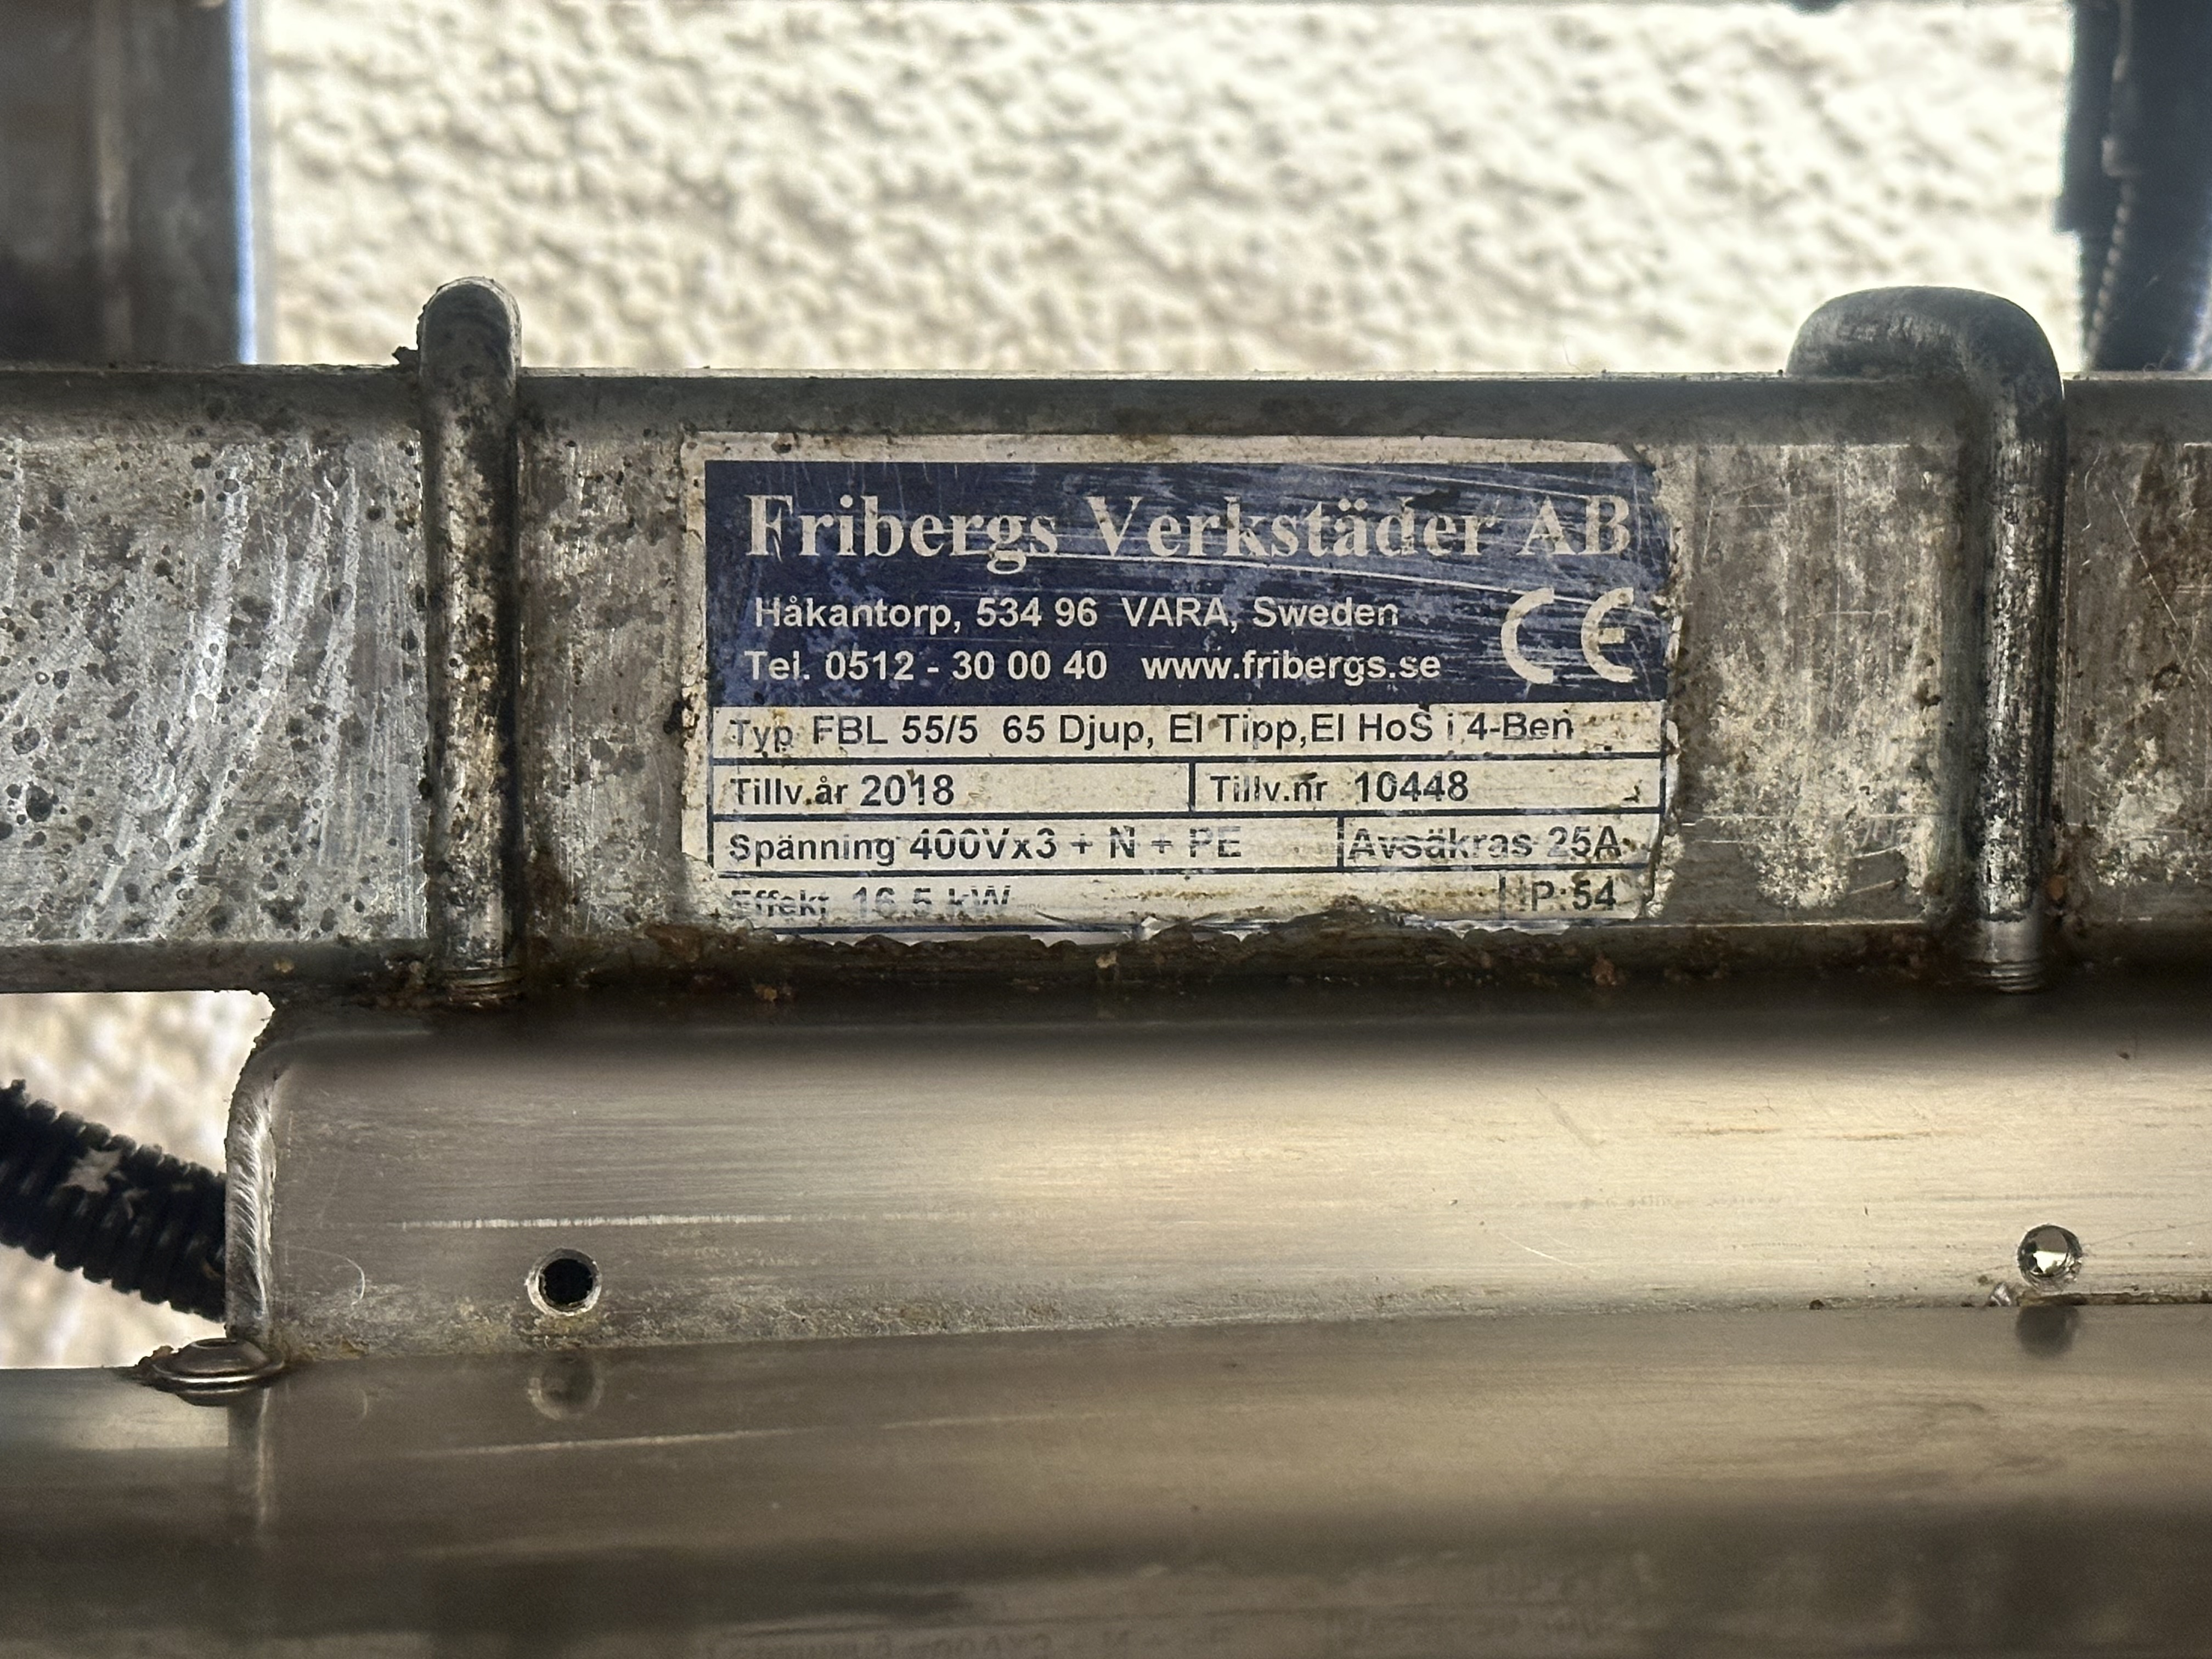 Fribergs Verkstäder AB
Håkantorp, 534 96 VARA, Sweden
Tel. 0512 - 30 00 40 www.fribergs.se CE
Typ FBL 55/5 65 Djup, El Tipp,El HoS i 4-Ben
Tillv.år 2018 Tillv.nr 10448
Spänning 400Vx3 + N + PE Avsäkras 25A
Effekt 16,5 kW IP:54